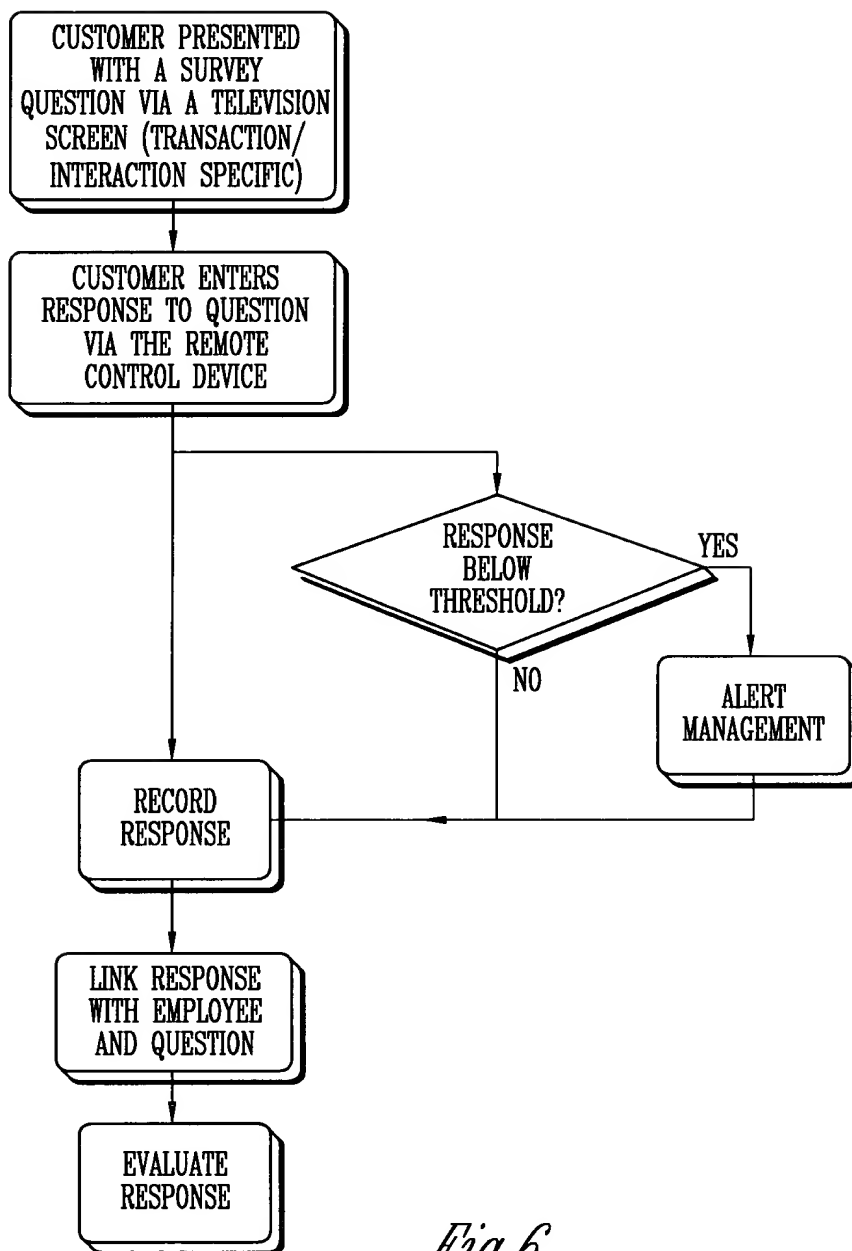 CUSTOMER PRESENTED
WITH A SURVEY
QUESTION VIA A TELEVISION
SCREEN (TRANSACTION/
INTERACTION SPECIFIC)
CUSTOMER ENTERS
RESPONSE TO QUESTION
VIA THE REMOTE
CONTROL DEVICE
RESPONSE
BELOW
THRESHOLD?
YES
NO
ALERT
MANAGEMENT
RECORD
RESPONSE
LINK RESPONSE
WITH EMPLOYEE
AND QUESTION
EVALUATE
RESPONSE
Fig.6